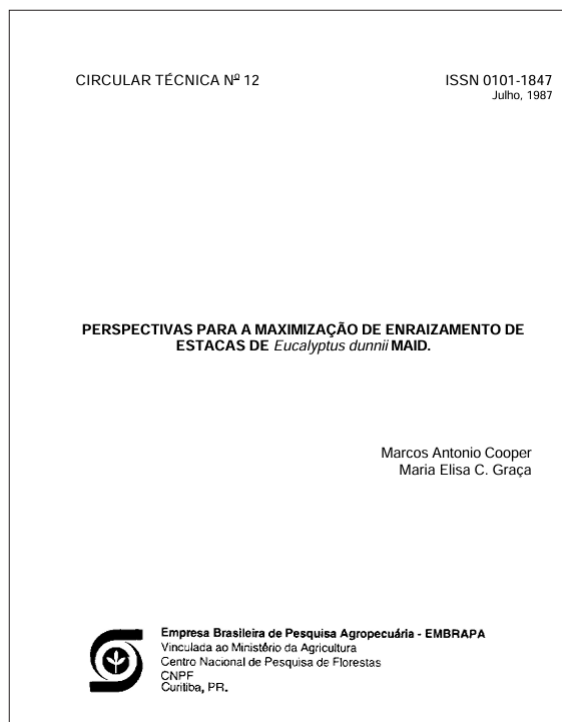 CIRCULAR TÉCNICA Nº 12
ISSN 0101-1847
Julho, 1987
PERSPECTIVAS PARA A MAXIMIZAÇÃO DE ENRAIZAMENTO DE
ESTACAS DE Eucalyptus dunnii MAID.
Marcos Antonio Cooper
Maria Elisa C. Graça
Empresa Brasileira de Pesquisa Agropecuária - EMBRAPA
Vinculada ao Ministério da Agricultura
Centro Nacional de Pesquisa de Florestas
CNPF
Curitiba, PR.